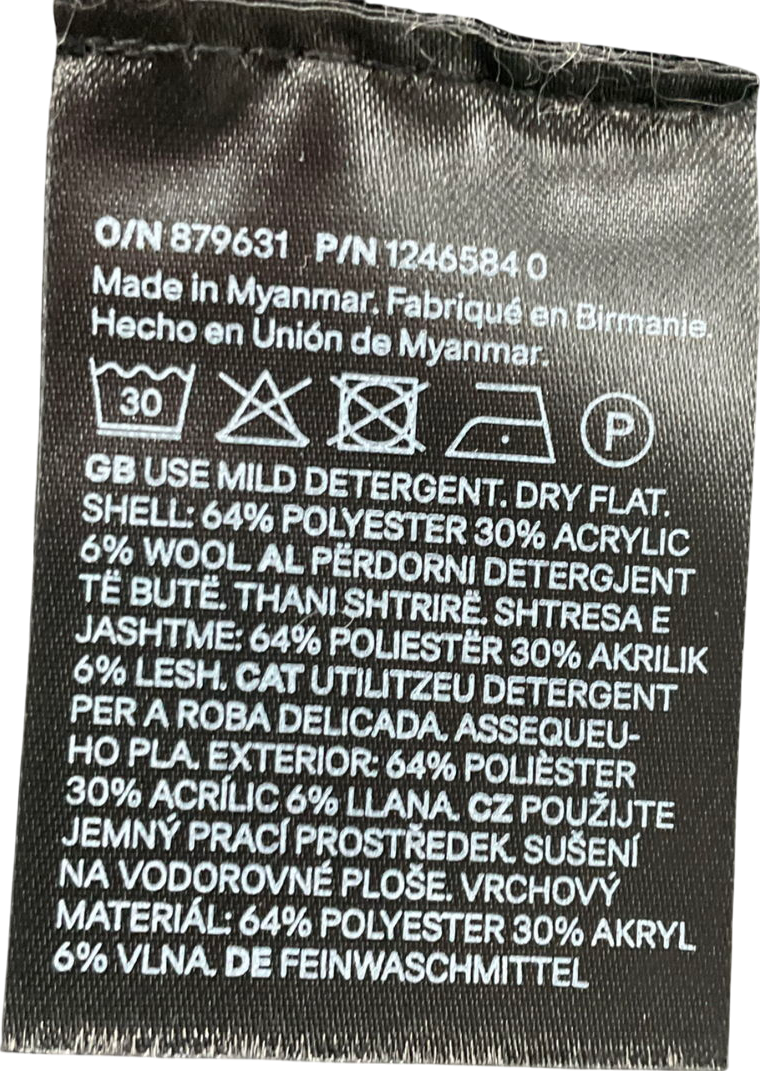 O/N 879631 P/N 1246584 0
Made in Myanmar. Fabriqué en Birmanie.
Hecho en Unión de Myanmar.
30 P
GB USE MILD DETERGENT. DRY FLAT.
SHELL: 64% POLYESTER 30% ACRYLIC
6% WOOL. AL PËRDORNI DETERGJENT
TË BUTË. THANI SHTRIRË. SHTRESA E
JASHTME: 64% POLIESTËR 30% AKRILIK
6% LESH. CAT UTILITZEU DETERGENT
PER A ROBA DELICADA. ASSEQUEU-
HO PLA. EXTERIOR: 64% POLIÈSTER
30% ACRÍLIC 6% LLANA. CZ POUŽIJTE
JEMNÝ PRACÍ PROSTŘEDEK. SUŠENÍ
NA VODOROVNÉ PLOŠE. VRCHOVÝ
MATERIÁL: 64% POLYESTER 30% AKRYL
6% VLNA. DE FEINWASCHMITTEL